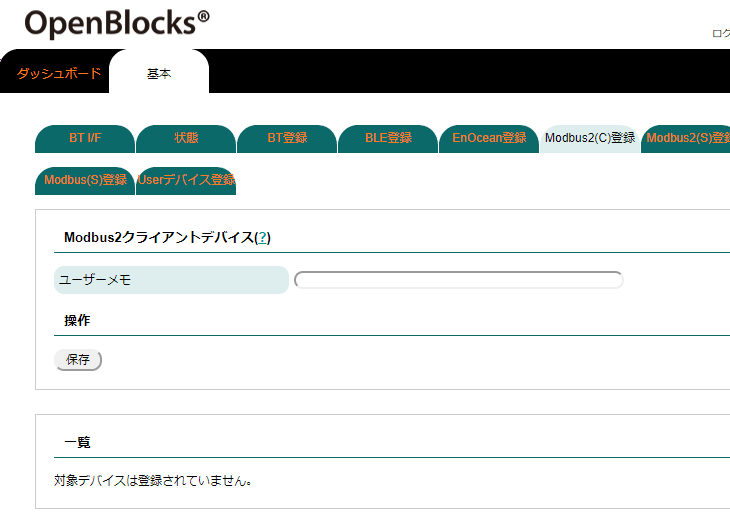 OpenBlocks®
ログ
ダッシュボード 基本
BT I/F 状態 BT登録 BLE登録 EnOcean登録 Modbus2(C)登録 Modbus2(S)登録
Modbus(S)登録 Userデバイス登録
Modbus2クライアントデバイス(?)
ユーザーメモ
操作
保存
一覧
対象デバイスは登録されていません。